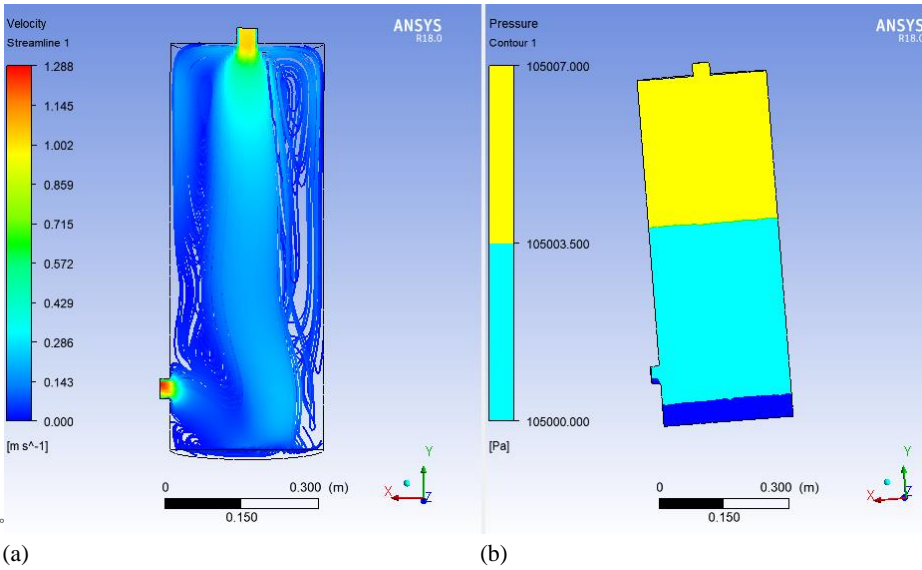 Velocity
Streamline 1
ANSYS
R18.0
1.288
1.145
1.002
0.859
0.715
0.572
0.429
0.286
0.143
0.000
[m s^-1]
0
0.300 (m)
0.150
Y
X
Z
Pressure
Contour 1
ANSYS
R18.0
105007.000
105003.500
105000.000
[Pa]
0
0.300 (m)
0.150
Y
X
Z
(a)
(b)